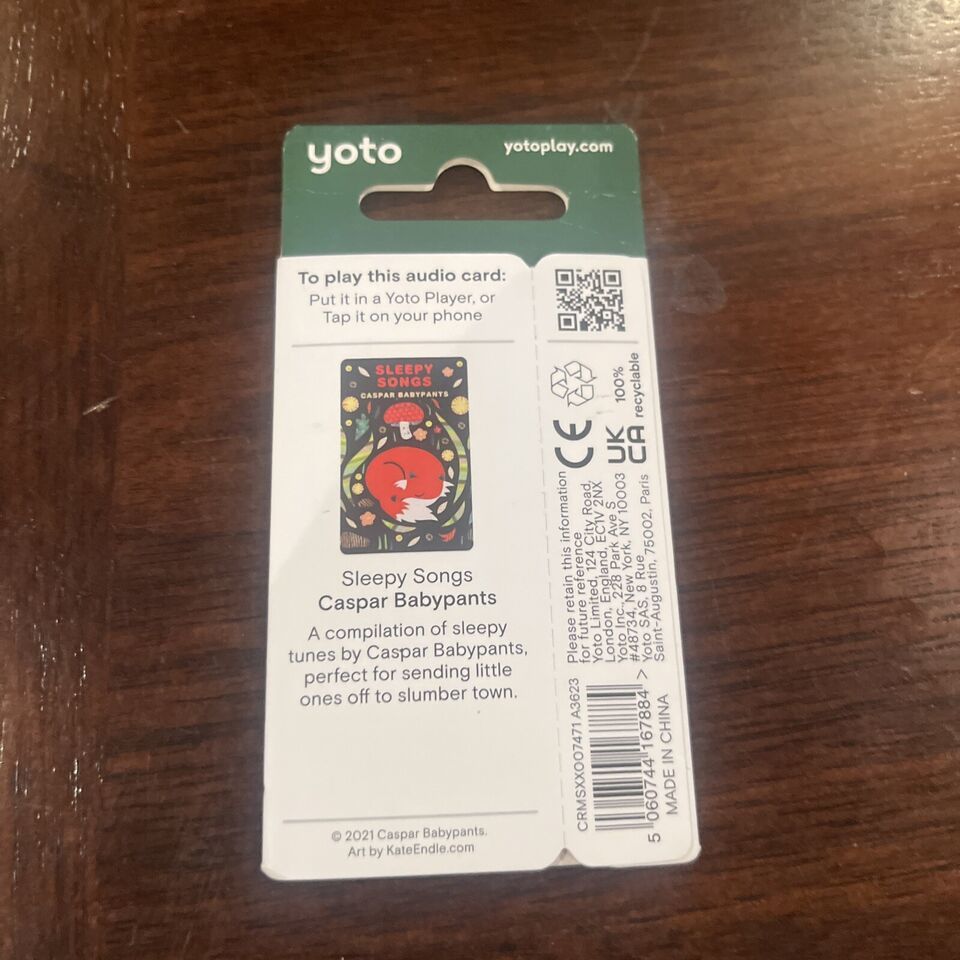 yoto
yotoplay.com
To play this audio card:
Put it in a Yoto Player, or
Tap it on your phone
SLEEPY
SONGS
CASPAR BABYPANTS
Sleepy Songs
Caspar Babypants
A compilation of sleepy
tunes by Caspar Babypants,
perfect for sending little
ones off to slumber town.
© 2021 Caspar Babypants.
Art by KateEndle.com
100%
recyclable
CE
UK
CA
Please retain this information
for future reference
Yoto Limited, 124 City Road,
London, England, EC1V 2NX
Yoto Inc., 228 Park Ave S
#48734, New York, NY 10003
Yoto SAS, 8 Rue
Saint-Augustin, 75002, Paris
CRMSXX007471 A3623
5 060744 167884 >
MADE IN CHINA